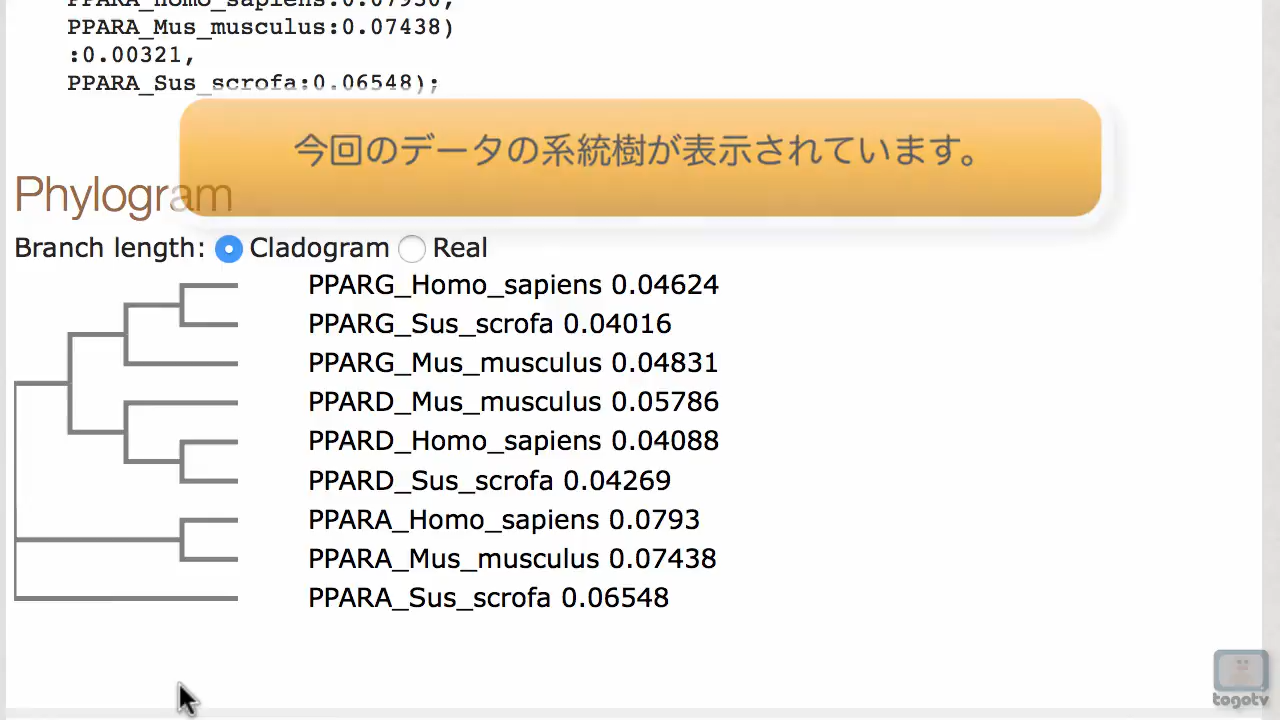 PPARA_Homo_sapiens:0.07930,
PPARA_Mus_musculus:0.07438)
:0.00321,
PPARA_Sus_scrofa:0.06548);
今回のデータの系統樹が表示されています。
Phylogram
Branch length: Cladogram Real
PPARG_Homo_sapiens 0.04624
PPARG_Sus_scrofa 0.04016
PPARG_Mus_musculus 0.04831
PPARD_Mus_musculus 0.05786
PPARD_Homo_sapiens 0.04088
PPARD_Sus_scrofa 0.04269
PPARA_Homo_sapiens 0.0793
PPARA_Mus_musculus 0.07438
PPARA_Sus_scrofa 0.06548
togotv